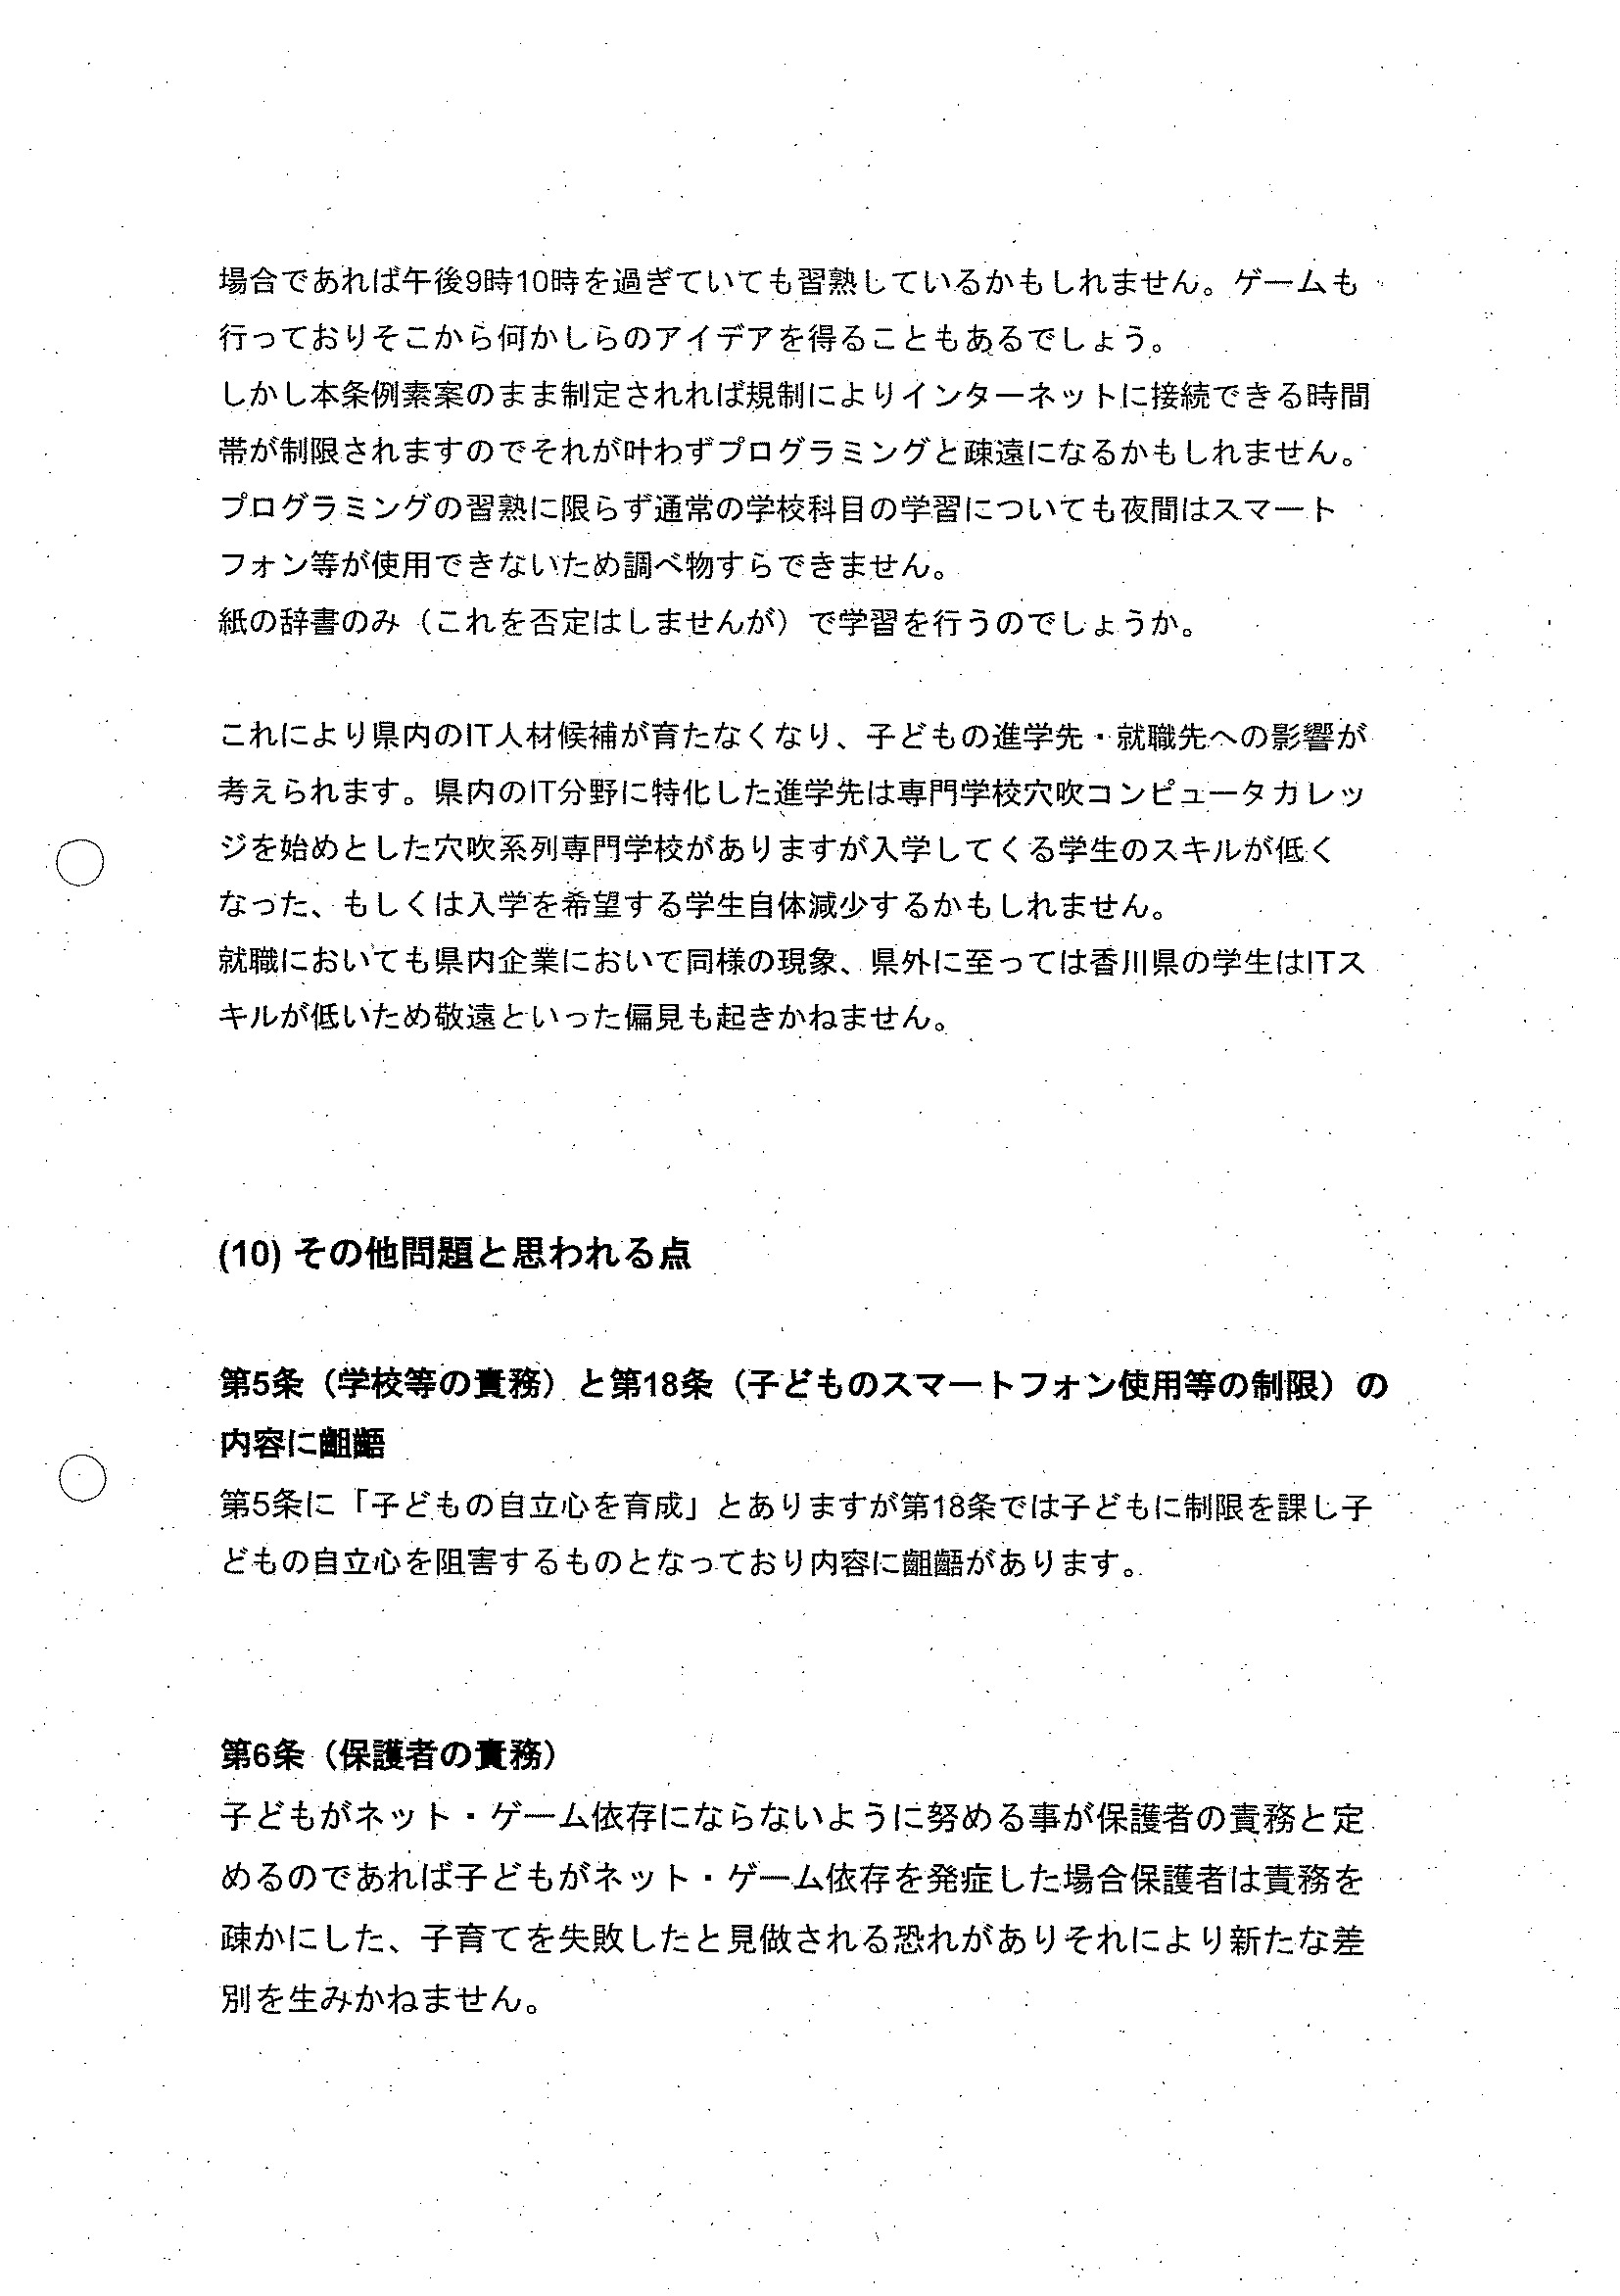 場合であれば午後9時10時を過ぎていても習熟しているかもしれません。ゲームも
行っておりそこから何かしらのアイデアを得ることもあるでしょう。
しかし本条例素案のまま制定されれば規制によりインターネットに接続できる時間
帯が制限されますのでそれが叶わずプログラミングと疎遠になるかもしれません。
プログラミングの習熟に限らず通常の学校科目の学習についても夜間はスマート
フォン等が使用できないため調べ物すらできません。
紙の辞書のみ（これを否定はしませんが）で学習を行うのでしょうか。
これにより県内のIT人材候補が育たなくなり、子どもの進学先・就職先への影響が
考えられます。県内のIT分野に特化した進学先は専門学校穴吹コンピュータカレッ
ジを始めとした穴吹系列専門学校がありますが入学してくる学生のスキルが低く
なった、もしくは入学を希望する学生自体減少するかもしれません。
就職においても県内企業において同様の現象、県外に至っては香川県の学生はITス
キルが低いため敬遠といった偏見も起きかねません。
(10) その他問題と思われる点
第5条（学校等の責務）と第18条（子どものスマートフォン使用等の制限）の
内容に齟齬
第5条に「子どもの自立心を育成」とありますが第18条では子どもに制限を課し子
どもの自立心を阻害するものとなっており内容に齟齬があります。
第6条（保護者の責務）
子どもがネット・ゲーム依存にならないように努める事が保護者の責務と定
めるのであれば子どもがネット・ゲーム依存を発症した場合保護者は責務を
疎かにした、子育てを失敗したと見做される恐れがありそれにより新たな差
別を生みかねません。